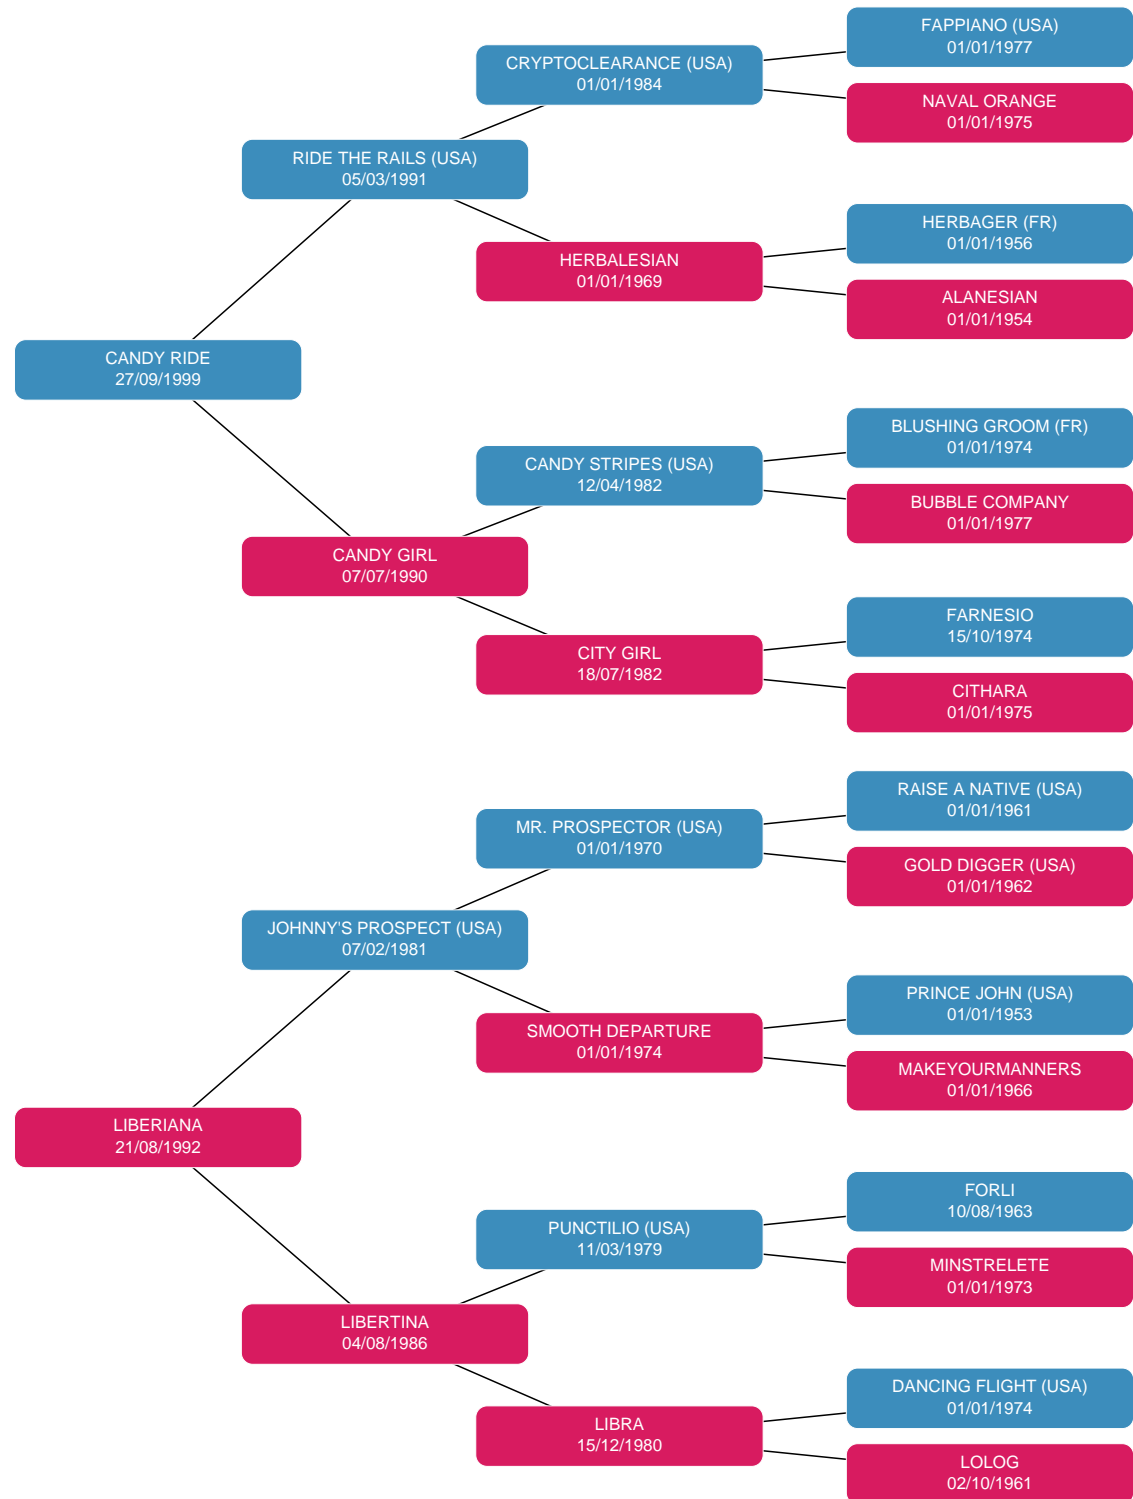 FAPPIANO (USA)
01/01/1977
CRYPTOCLEARANCE (USA)
01/01/1984
NAVAL ORANGE
01/01/1975
RIDE THE RAILS (USA)
05/03/1991
HERBAGER (FR)
01/01/1956
HERBALESIAN
01/01/1969
ALANESIAN
01/01/1954
CANDY RIDE
27/09/1999
BLUSHING GROOM (FR)
01/01/1974
CANDY STRIPES (USA)
12/04/1982
BUBBLE COMPANY
01/01/1977
CANDY GIRL
07/07/1990
FARNESIO
15/10/1974
CITY GIRL
18/07/1982
CITHARA
01/01/1975
RAISE A NATIVE (USA)
01/01/1961
MR. PROSPECTOR (USA)
01/01/1970
GOLD DIGGER (USA)
01/01/1962
JOHNNY'S PROSPECT (USA)
07/02/1981
PRINCE JOHN (USA)
01/01/1953
SMOOTH DEPARTURE
01/01/1974
MAKEYOURMANNERS
01/01/1966
LIBERIANA
21/08/1992
FORLI
10/08/1963
PUNCTILIO (USA)
11/03/1979
MINSTRELETE
01/01/1973
LIBERTINA
04/08/1986
DANCING FLIGHT (USA)
01/01/1974
LIBRA
15/12/1980
LOLOG
02/10/1961